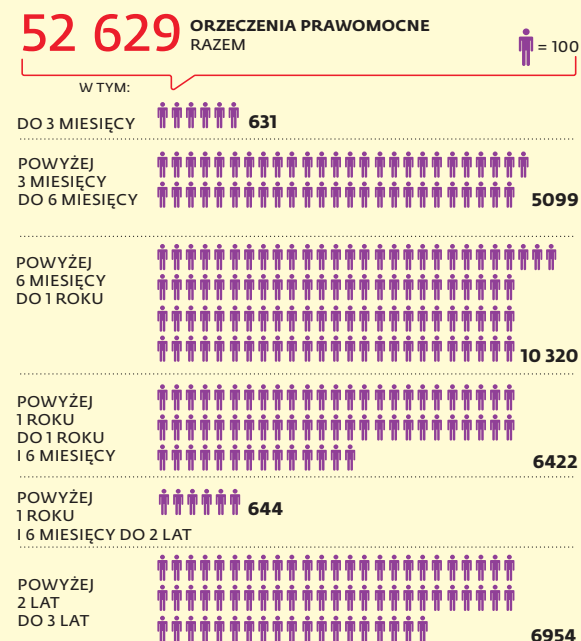 52 629 ORZECZENIA PRAWOMOCNE
RAZEM
= 100
W TYM:
DO 3 MIESIĘCY 631
POWYŻEJ
3 MIESIĘCY
DO 6 MIESIĘCY 5099
POWYŻEJ
6 MIESIĘCY
DO 1 ROKU
10 320
POWYŻEJ
1 ROKU
DO 1 ROKU
I 6 MIESIĘCY 6422
POWYŻEJ
1 ROKU 644
I 6 MIESIĘCY DO 2 LAT
POWYŻEJ
2 LAT
DO 3 LAT
6954